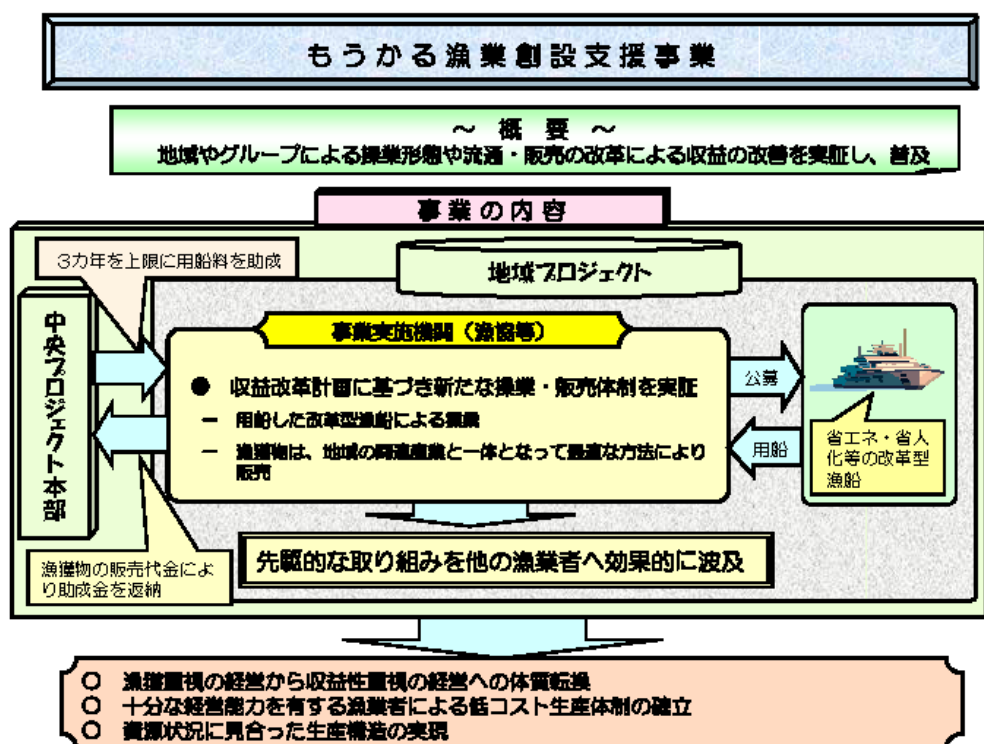 もうかる漁業創設支援事業
～ 概 要 ～
地域やグループによる操業形態や流通・販売の改革による収益の改善を実証し、普及
事業の内容
3カ年を上限に用船料を助成
地域プロジェクト
中央プロジェクト本部
事業実施機関(漁協等)
● 収益改革計画に基づき新たな操業・販売体制を実証
－ 用船した改革型漁船による操業
－ 漁獲物は、地域の関連産業と一体となって最適な方法により
販売
公募
用船
省エネ・省人
化等の改革型
漁船
先駆的な取り組みを他の漁業者へ効果的に波及
漁獲物の販売代金によ
り助成金を返納
○ 漁獲重視の経営から収益性重視の経営への体質転換
○ 十分な経営能力を有する漁業者による低コスト生産体制の確立
○ 資源状況に見合った生産構造の実現